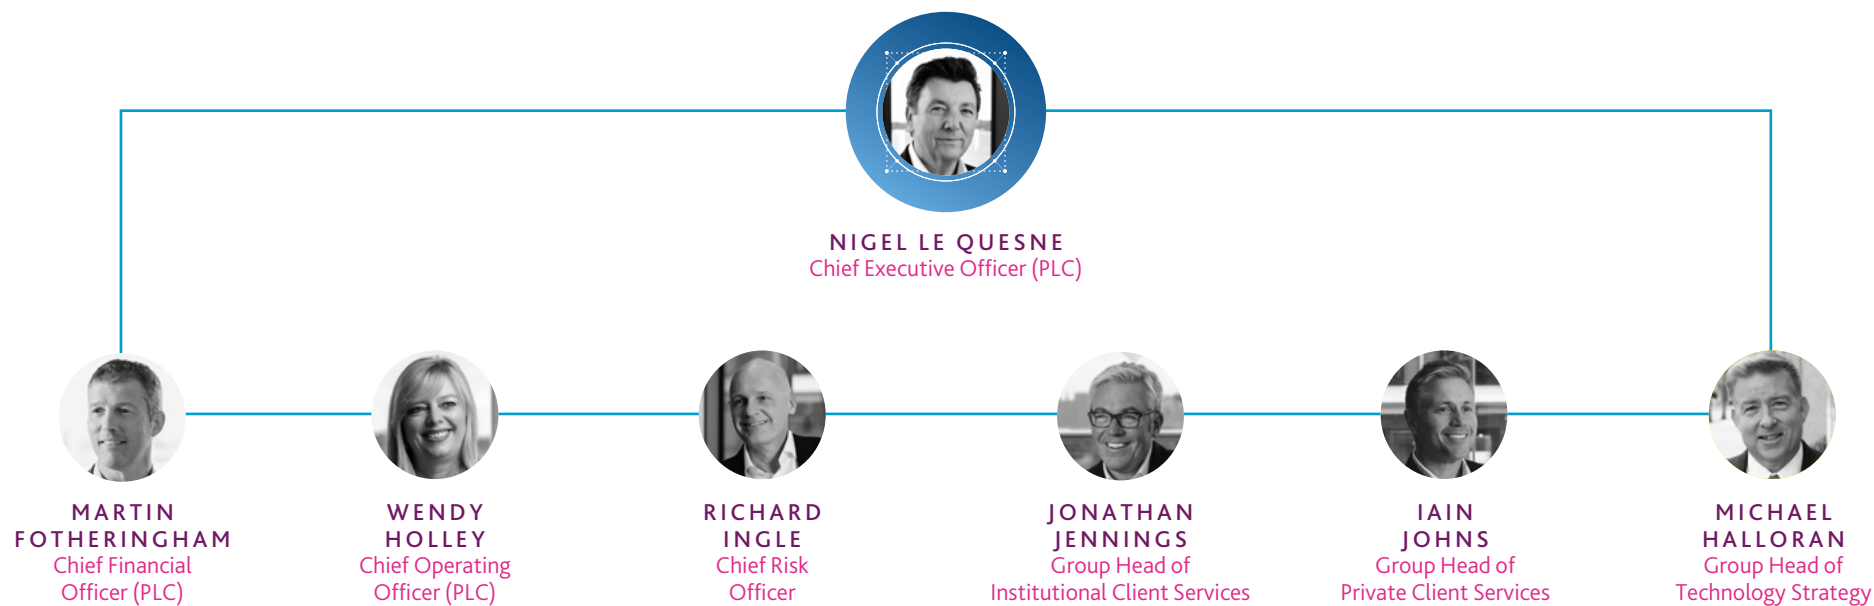 NIGEL LE QUESNE
Chief Executive Officer (PLC)
MARTIN
FOTHERINGHAM
Chief Financial
Officer (PLC)
WENDY
HOLLEY
Chief Operating
Officer (PLC)
RICHARD
INGLE
Chief Risk
Officer
JONATHAN
JENNINGS
Group Head of
Institutional Client Services
IAIN
JOHNS
Group Head of
Private Client Services
MICHAEL
HALLORAN
Group Head of
Technology Strategy